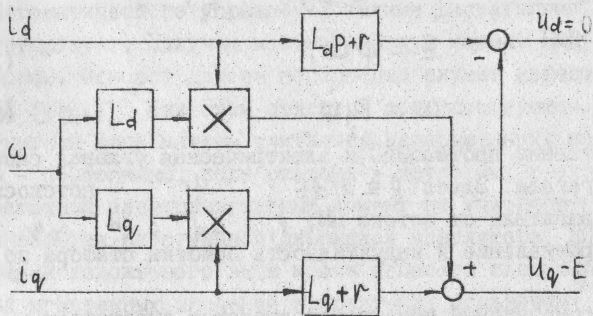 id
Ldp+r
Ud=0
-
Ld
×
ω
Lq
×
+
iq
Lq+r
Uq-E